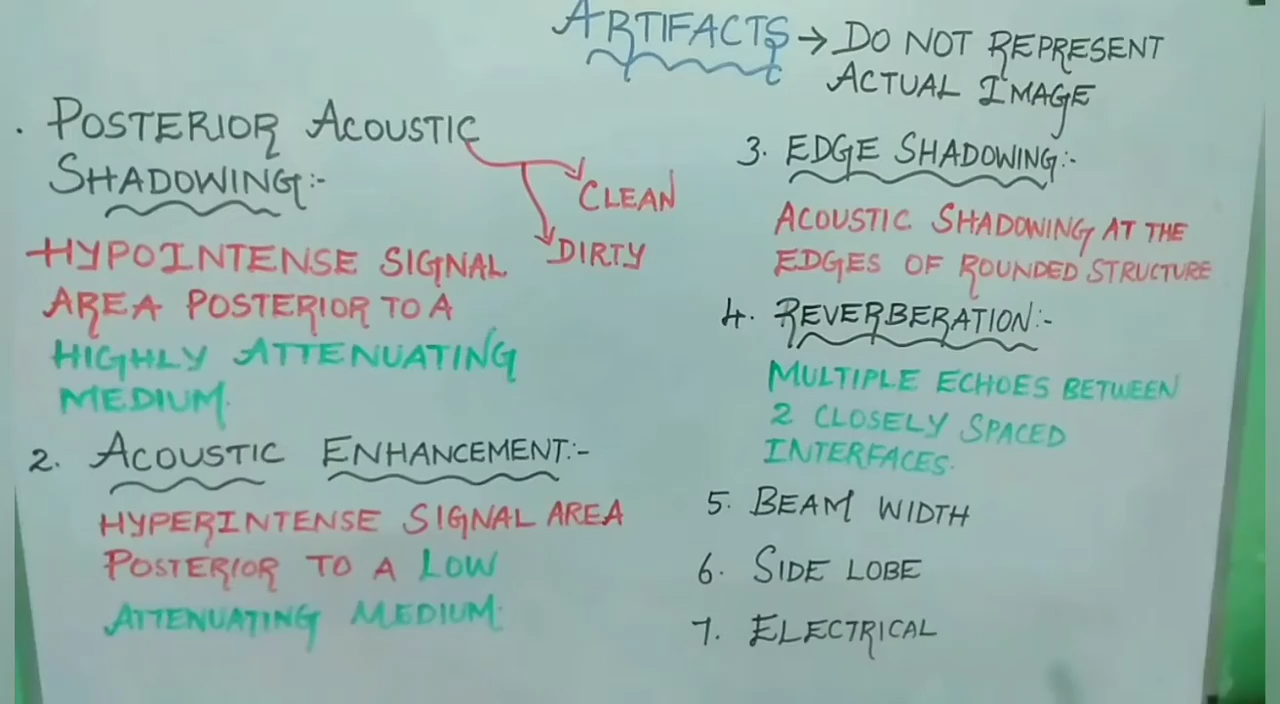 ARTIFACTS → DO NOT REPRESENT
ACTUAL IMAGE
. POSTERIOR ACOUSTIC
SHADOWING:-
CLEAN
DIRTY
HYPOINTENSE SIGNAL
AREA POSTERIOR TO A
HIGHLY ATTENUATING
MEDIUM.
2. ACOUSTIC ENHANCEMENT:-
HYPERINTENSE SIGNAL AREA
POSTERIOR TO A LOW
ATTENUATING MEDIUM.
3. EDGE SHADOWING:-
ACOUSTIC SHADOWING AT THE
EDGES OF ROUNDED STRUCTURE
4. REVERBERATION:-
MULTIPLE ECHOES BETWEEN
2 CLOSELY SPACED
INTERFACES.
5. BEAM WIDTH
6. SIDE LOBE
7. ELECTRICAL